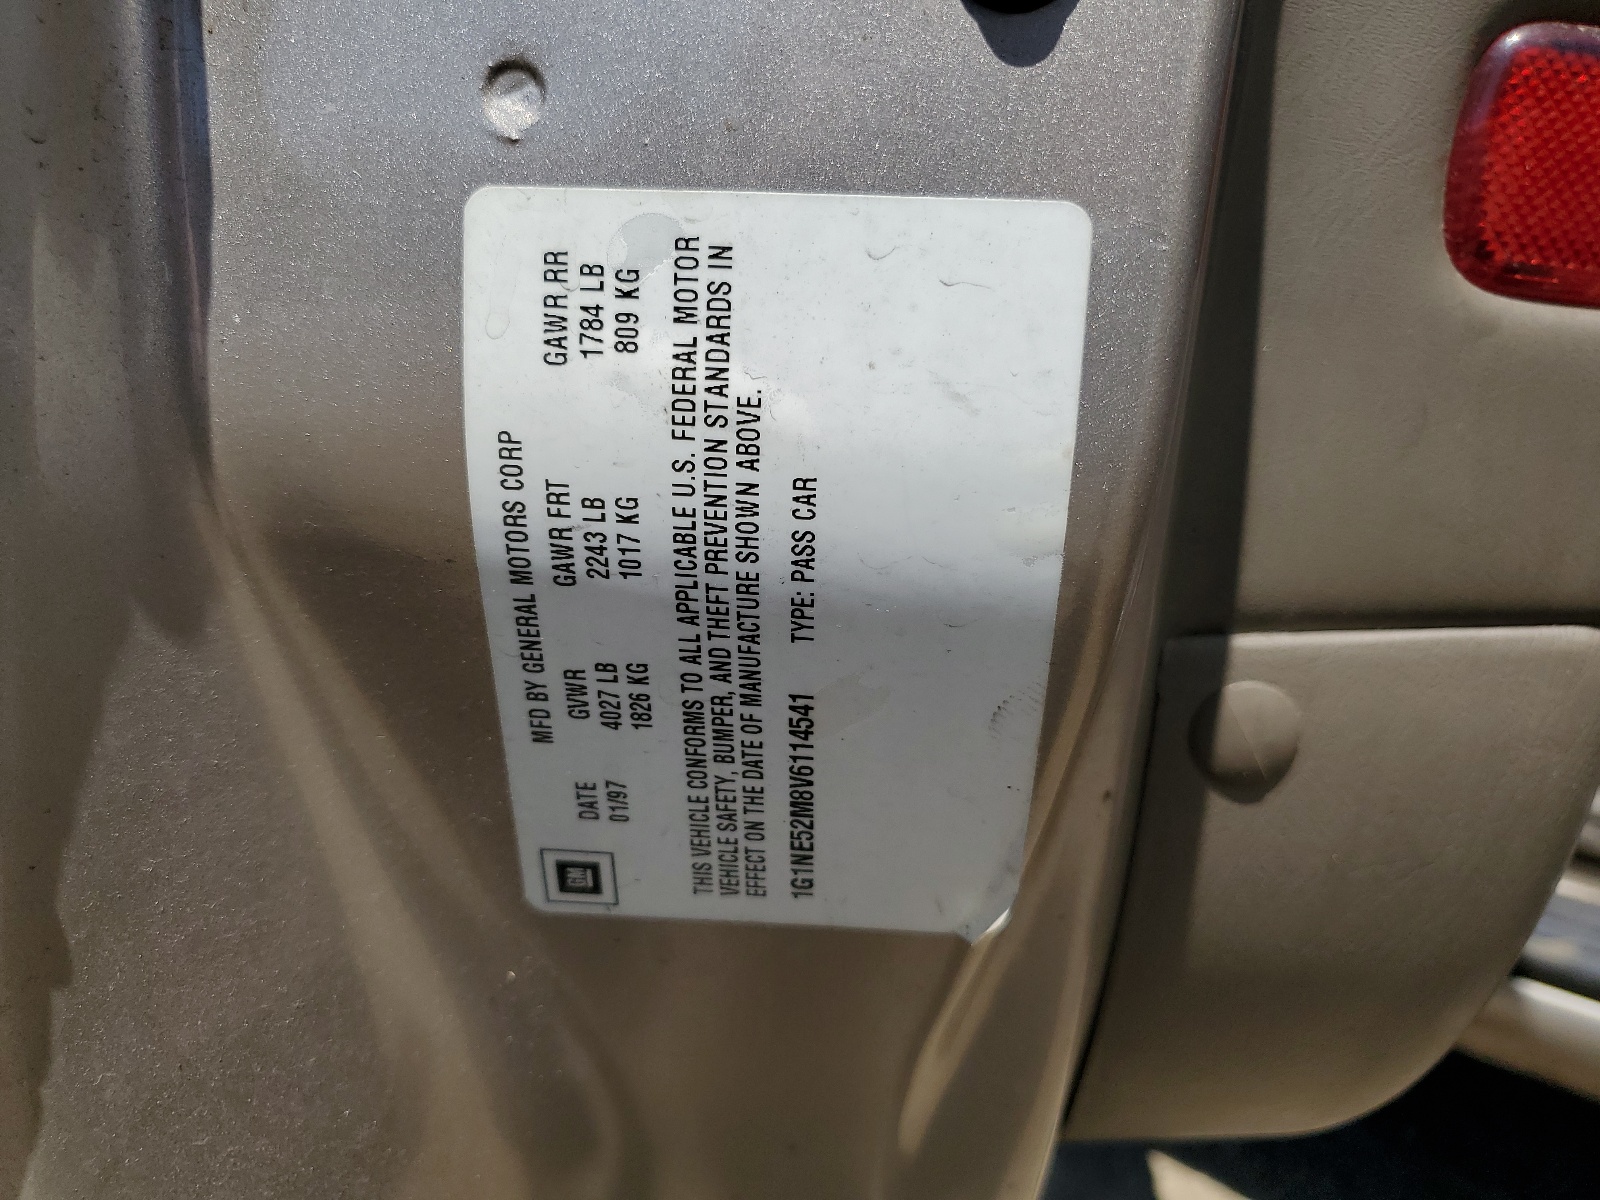 MFD BY GENERAL MOTORS CORP
GM
DATE GVWR GAWR FRT GAWR RR
01/97 4027 LB 2243 LB 1784 LB
1826 KG 1017 KG 809 KG
THIS VEHICLE CONFORMS TO ALL APPLICABLE U.S. FEDERAL MOTOR
VEHICLE SAFETY, BUMPER, AND THEFT PREVENTION STANDARDS IN
EFFECT ON THE DATE OF MANUFACTURE SHOWN ABOVE.
1G1NE52M8V6114541 TYPE: PASS CAR